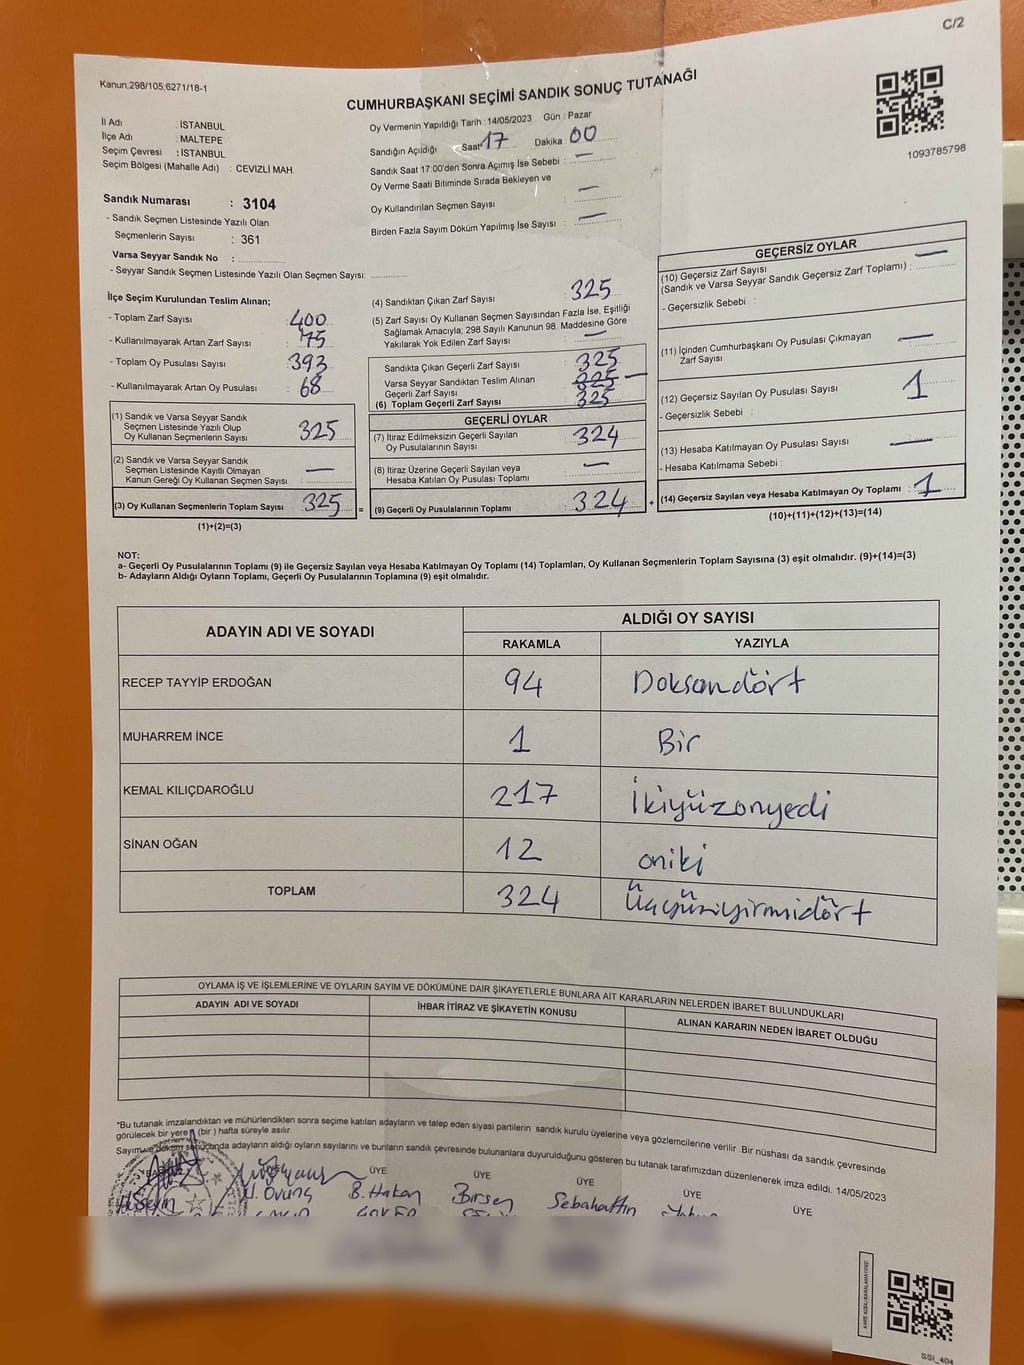 C/2
Kanun;298/105;6271/18-1
CUMHURBAŞKANI SEÇİMİ SANDIK SONUÇ TUTANAĞI
1093785798
İl Adı : İSTANBUL
İlçe Adı : MALTEPE
Seçim Çevresi : İSTANBUL
Seçim Bölgesi (Mahalle Adı) : CEVİZLİ MAH.
Oy Vermenin Yapıldığı Tarih : 14/05/2023 Gün : Pazar
Sandığın Açıldığı Saat 17 Dakika 00
Sandık Saat 17:00'den Sonra Açımış İse Sebebi : —
Oy Verme Saati Bitiminde Sırada Bekleyen ve
Oy Kullandırılan Seçmen Sayısı : —
Birden Fazla Sayım Döküm Yapılmış İse Sayısı : —
Sandık Numarası : 3104
- Sandık Seçmen Listesinde Yazılı Olan
Seçmenlerin Sayısı : 361
Varsa Seyyar Sandık No :
- Seyyar Sandık Seçmen Listesinde Yazılı Olan Seçmen Sayısı:
İlçe Seçim Kurulundan Teslim Alınan;
- Toplam Zarf Sayısı : 400
- Kullanılmayarak Artan Zarf Sayısı : 75
- Toplam Oy Pusulası Sayısı : 393
- Kullanılmayarak Artan Oy Pusulası : 68
(1) Sandık ve Varsa Seyyar Sandık
Seçmen Listesinde Yazılı Olup
Oy Kullanan Seçmenlerin Sayısı : 325
(2) Sandık ve Varsa Seyyar Sandık
Seçmen Listesinde Kayıtlı Olmayan
Kanun Gereği Oy Kullanan Seçmen Sayısı : —
(3) Oy Kullanan Seçmenlerin Toplam Sayısı : 325
(1)+(2)=(3)
(4) Sandıktan Çıkan Zarf Sayısı : 325
(5) Zarf Sayısı Oy Kullanan Seçmen Sayısından Fazla İse, Eşitliği
Sağlamak Amacıyla; 298 Sayılı Kanunun 98. Maddesine Göre
Yakılarak Yok Edilen Zarf Sayısı : —
Sandıkta Çıkan Geçerli Zarf Sayısı : 325
Varsa Seyyar Sandıktan Teslim Alınan
Geçerli Zarf Sayısı : 325 —
(6) Toplam Geçerli Zarf Sayısı : 325
GEÇERLİ OYLAR
(7) İtiraz Edilmeksizin Geçerli Sayılan
Oy Pusulasının Sayısı : 324
(8) İtiraz Üzerine Geçerli Sayılan veya
Hesaba Katılan Oy Pusulası Toplamı : —
= (9) Geçerli Oy Pusulalarının Toplamı : 324
GEÇERSİZ OYLAR
(10) Geçersiz Zarf Sayısı
(Sandık ve Varsa Seyyar Sandık Geçersiz Zarf Toplamı) : —
- Geçersizlik Sebebi :
(11) İçinden Cumhurbaşkanı Oy Pusulası Çıkmayan
Zarf Sayısı : —
(12) Geçersiz Sayılan Oy Pusulası Sayısı : 1
- Geçersizlik Sebebi :
(13) Hesaba Katılmayan Oy Pusulası Sayısı : —
- Hesaba Katılmama Sebebi :
+ (14) Geçersiz Sayılan veya Hesaba Katılmayan Oy Toplamı : 1
(10)+(11)+(12)+(13)=(14)
NOT:
a- Geçerli Oy Pusulalarının Toplamı (9) ile Geçersiz Sayılan veya Hesaba Katılmayan Oy Toplamı (14) Toplamları, Oy Kullanan Seçmenlerin Toplam Sayısına (3) eşit olmalıdır. (9)+(14)=(3)
b- Adayların Aldığı Oyların Toplamı, Geçerli Oy Pusulalarının Toplamına (9) eşit olmalıdır.
ADAYIN ADI VE SOYADI ALDIĞI OY SAYISI
RAKAMLA YAZIYLA
RECEP TAYYİP ERDOĞAN 94 Doksandört
MUHARREM İNCE 1 Bir
KEMAL KILIÇDAROĞLU 217 İkiyüzonyedi
SİNAN OĞAN 12 oniki
TOPLAM 324 Üçyüzyirmidört
OYLAMA İŞ VE İŞLEMLERİNE VE OYLARIN SAYIM VE DÖKÜMÜNE DAİR ŞİKAYETLERLE BUNLARA AİT KARARLARIN NELERDEN İBARET BULUNDUKLARI
ADAYIN ADI VE SOYADI İHBAR İTİRAZ VE ŞİKAYETİN KONUSU ALINAN KARARIN NEDEN İBARET OLDUĞU
*Bu tutanak imzalandıktan ve mühürlendikten sonra seçime katılan adayların ve talep eden siyasi partilerin sandık kurulu üyelerine veya gözlemcilerine verilir. Bir nüshası da sandık çevresinde
görülecek bir yere (bir) hafta süreyle asılır.
Sayım ve döküm sonucunda adayların aldığı oyların sayılarını ve bunların sandık çevresinde bulunanlara duyurulduğunu gösteren bu tutanak tarafımızdan düzenlenerek imza edildi. 14/05/2023
ÜYE ÜYE ÜYE ÜYE ÜYE
Hüseyin B. Hakan Birsen Sebahattin
SSİ_404